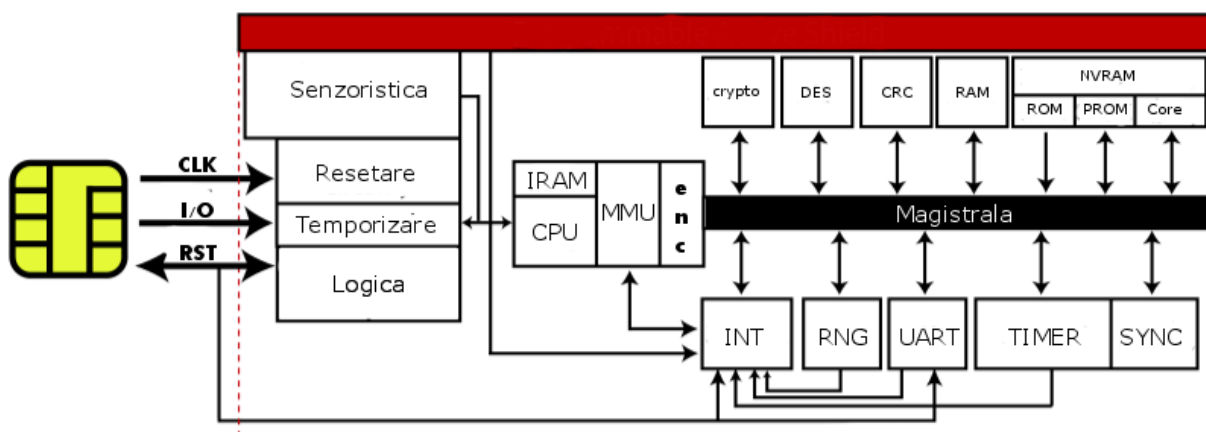 Senzoristica
crypto
DES
CRC
RAM
NVRAM
ROM
PROM
Core
CLK
Resetare
I/O
Temporizare
RST
Logica
IRAM
CPU
MMU
enc
Magistrala
INT
RNG
UART
TIMER
SYNC